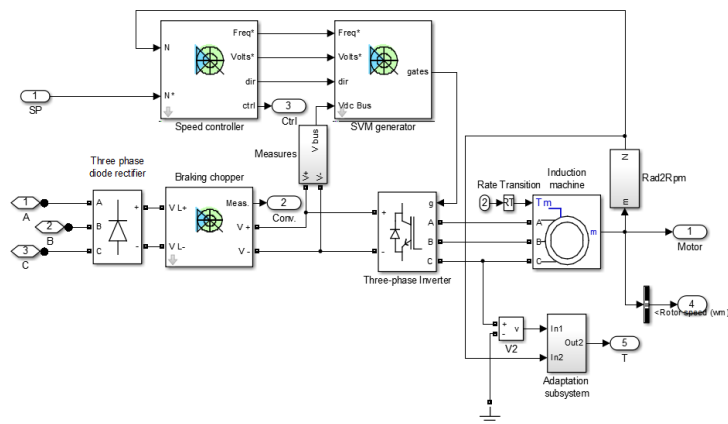 N
N*
Freq*
Volts*
dir
ctrl
Speed controller
Freq*
Volts*
dir
Vdc Bus
gates
SVM generator
1
SP
3
Ctrl
Measures
V bus
V+
V-
Three phase
diode rectifier
A
B
C
+
-
1
A
2
B
3
C
Braking chopper
V L+
V L-
Meas.
V +
V -
2
Conv.
+
-
g
A
B
C
Three-phase Inverter
2
Rate Transition
RT
Induction
machine
Tm
A
B
C
m
N
m
Rad2Rpm
1
Motor
4
<Rotor speed (wm)
+
-
v
V2
In1
In2
Out2
Adaptation
subsystem
5
T